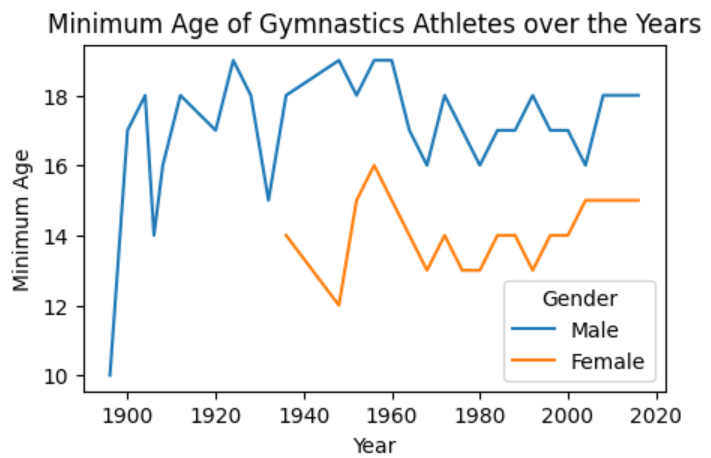 Minimum Age of Gymnastics Athletes over the Years
18
16
14
12
10
Minimum Age
Gender
Male
Female
1900 1920 1940 1960 1980 2000 2020
Year